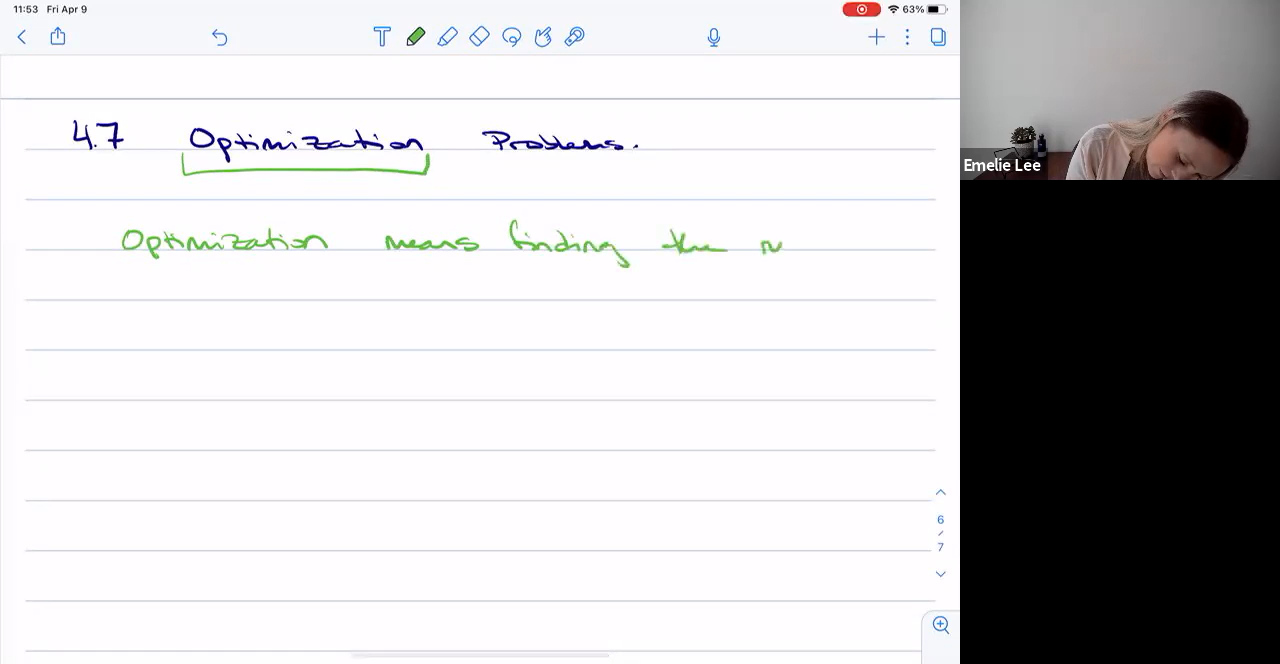 11:53 Fri Apr 9
63%
4.7 Optimization Problems.
Optimization means finding the
Emelie Lee
6
/
7